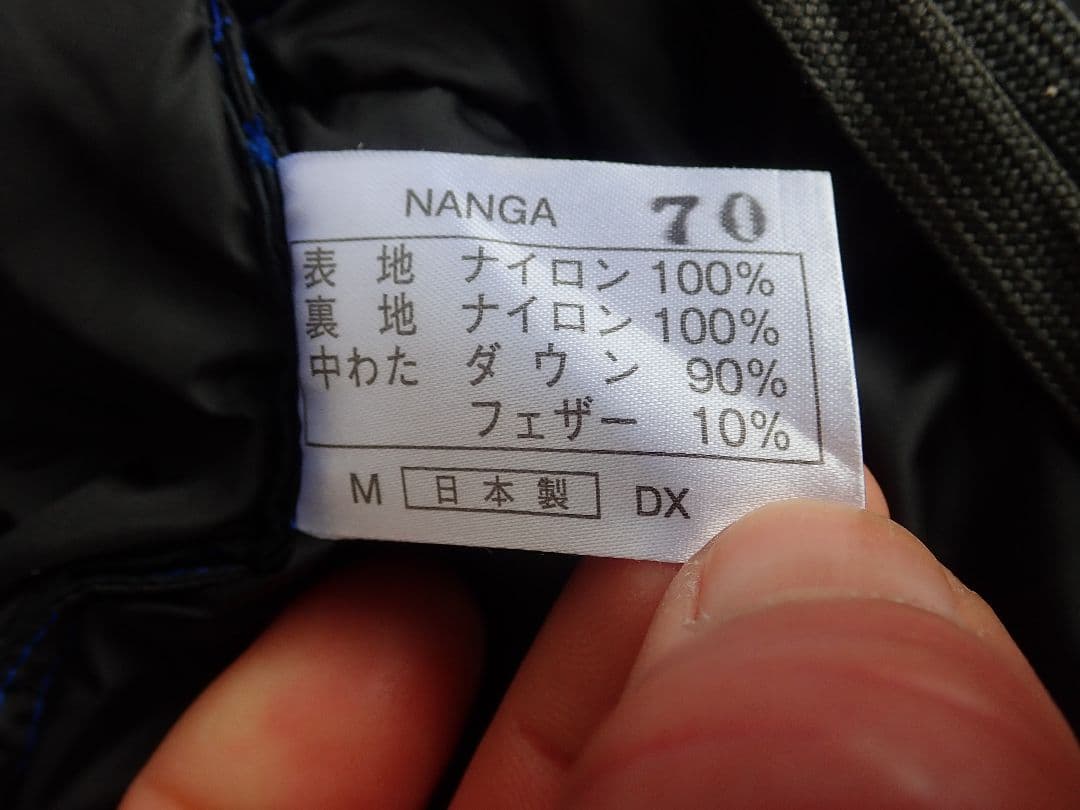 NANGA 70
表地 ナイロン 100%
裏地 ナイロン 100%
中わた ダウン 90%
フェザー 10%
M 日本製 DX